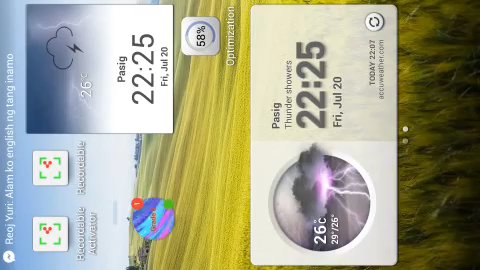 Reoj Yuri: Alam ko english ng tang inamo
26°C
Pasig
22:25
Fri, Jul 20
58%
Optimization
Recordable Activator
Recordable
Pasig
Thunder showers
22:25
Fri, Jul 20
26°C
29°/26°
TODAY 22:07
accuweather.com